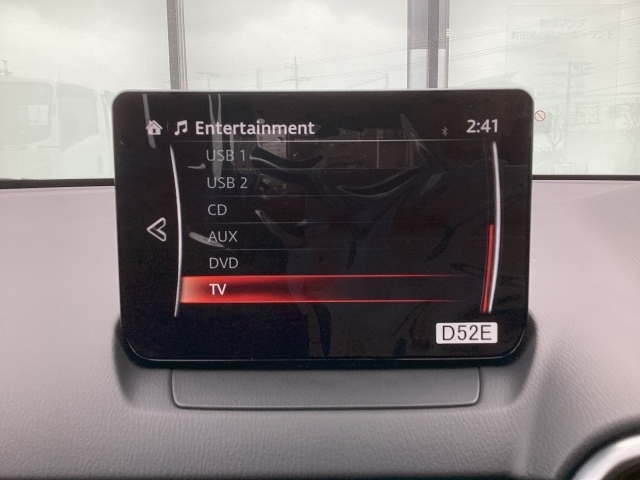 Entertainment
2:41
USB 1
USB 2
CD
AUX
DVD
TV
D52E